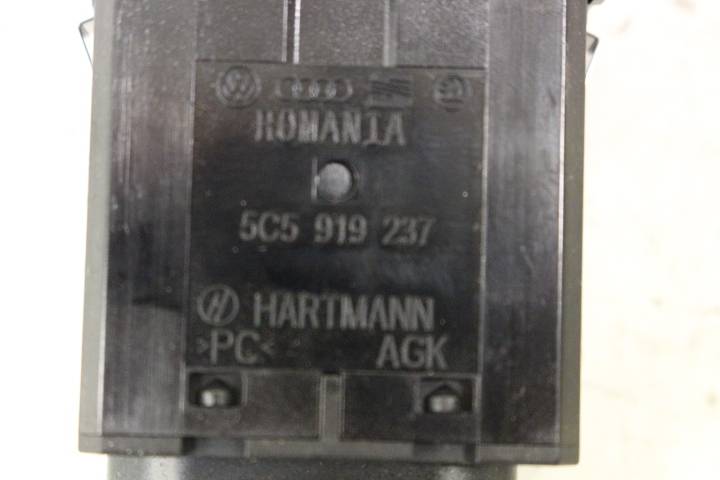 ROMANIA
5C5 919 237
HARTMANN
>PC< AGK